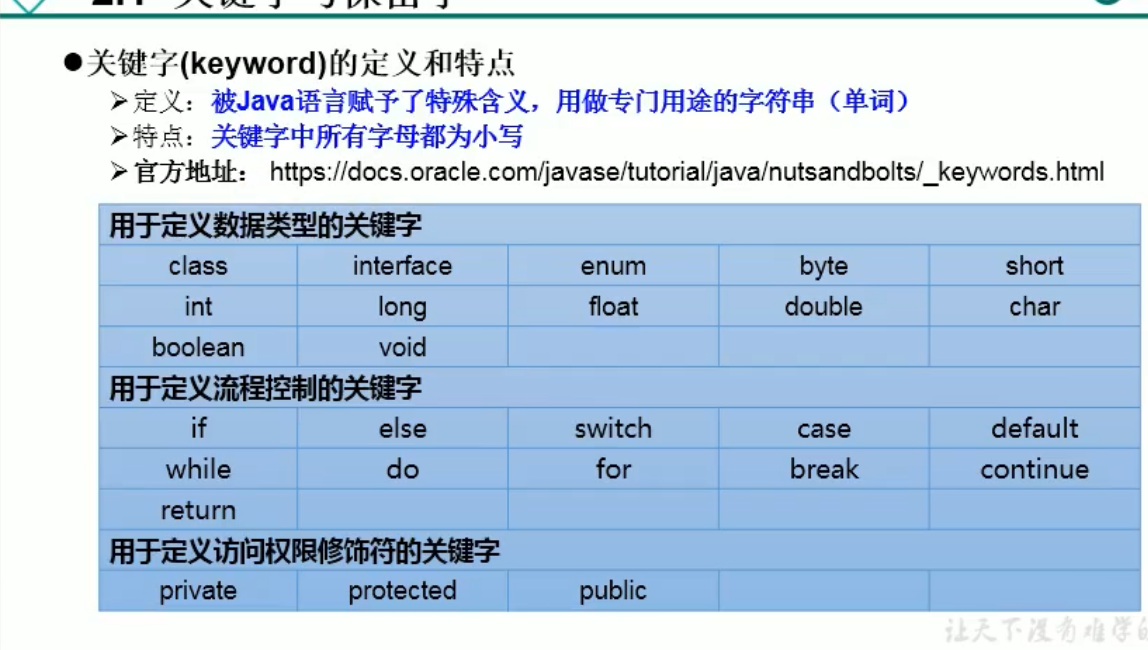 2.1 关键字与保留字
●关键字(keyword)的定义和特点
➢定义：被Java语言赋予了特殊含义，用做专门用途的字符串（单词）
➢特点：关键字中所有字母都为小写
➢官方地址： https://docs.oracle.com/javase/tutorial/java/nutsandbolts/_keywords.html
用于定义数据类型的关键字
class interface enum byte short
int long float double char
boolean void
用于定义流程控制的关键字
if else switch case default
while do for break continue
return
用于定义访问权限修饰符的关键字
private protected public
让天下没有难学的